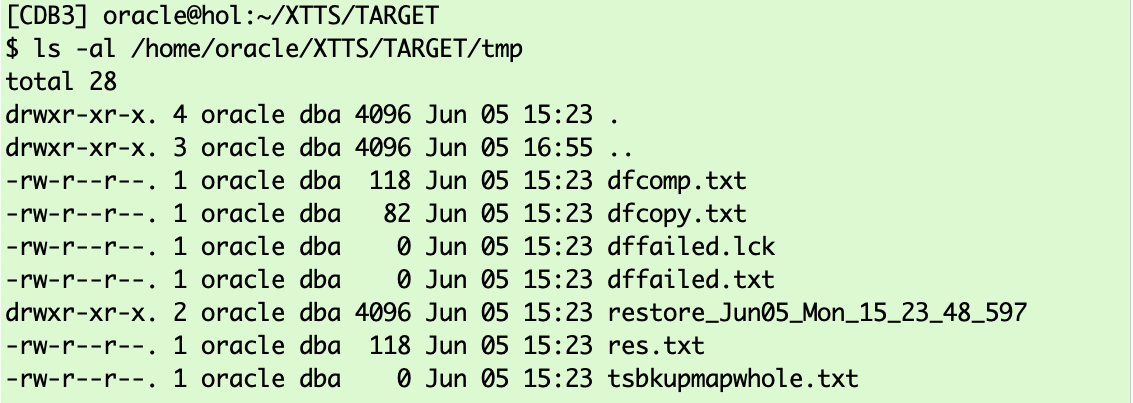 [CDB3] oracle@hol:~/XTTS/TARGET
$ ls -al /home/oracle/XTTS/TARGET/tmp
total 28
drwxr-xr-x. 4 oracle dba 4096 Jun 05 15:23 .
drwxr-xr-x. 3 oracle dba 4096 Jun 05 16:55 ..
-rw-r--r--. 1 oracle dba  118 Jun 05 15:23 dfcomp.txt
-rw-r--r--. 1 oracle dba   82 Jun 05 15:23 dfcopy.txt
-rw-r--r--. 1 oracle dba    0 Jun 05 15:23 dffailed.lck
-rw-r--r--. 1 oracle dba    0 Jun 05 15:23 dffailed.txt
drwxr-xr-x. 2 oracle dba 4096 Jun 05 15:23 restore_Jun05_Mon_15_23_48_597
-rw-r--r--. 1 oracle dba  118 Jun 05 15:23 res.txt
-rw-r--r--. 1 oracle dba    0 Jun 05 15:23 tsbkupmapwhole.txt